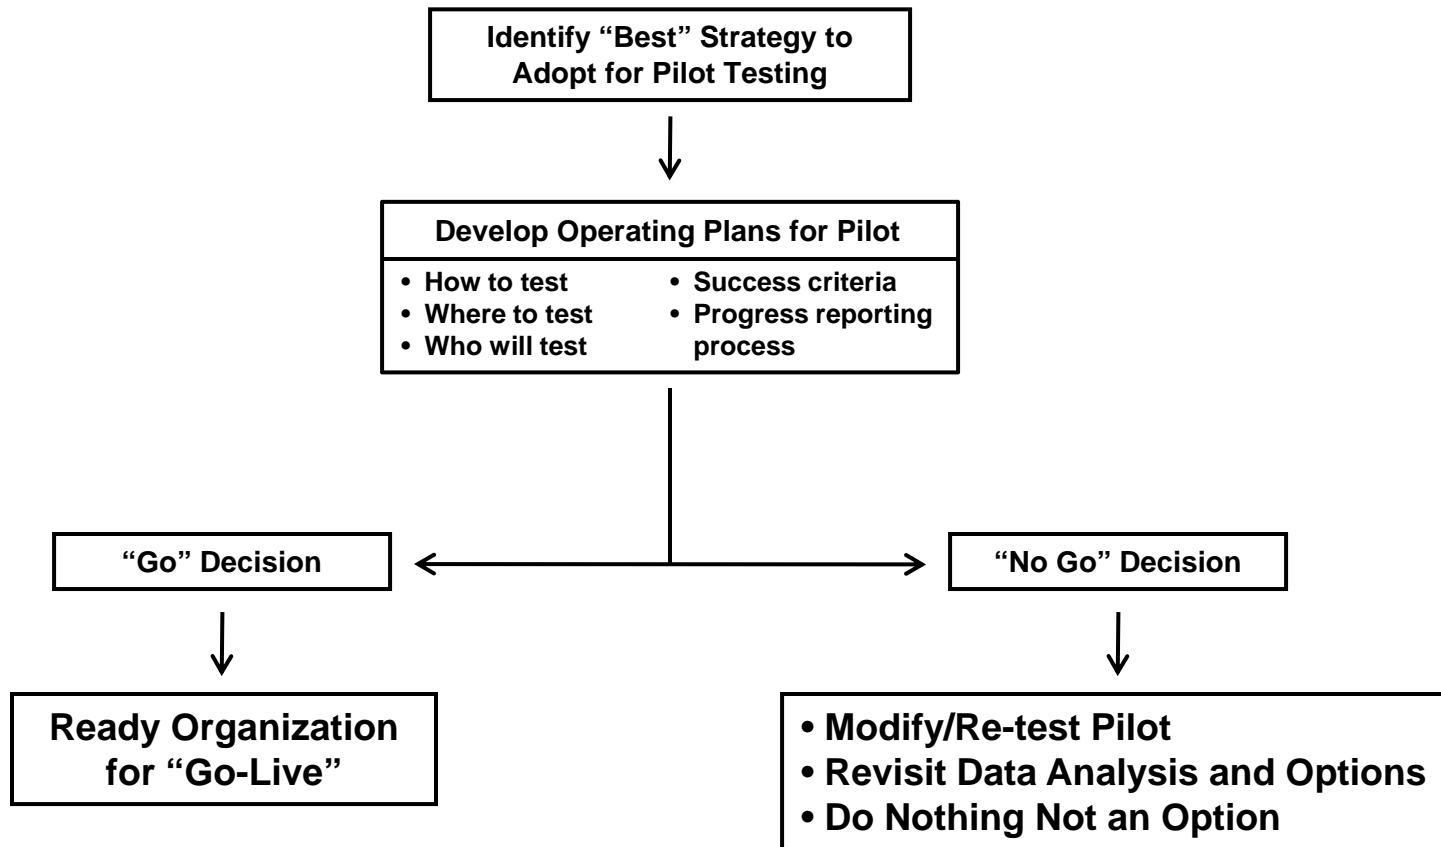 Identify “Best” Strategy to
Adopt for Pilot Testing
Develop Operating Plans for Pilot
• How to test
• Where to test
• Who will test
• Success criteria
• Progress reporting
process
“Go” Decision
“No Go” Decision
Ready Organization
for “Go-Live”
• Modify/Re-test Pilot
• Revisit Data Analysis and Options
• Do Nothing Not an Option